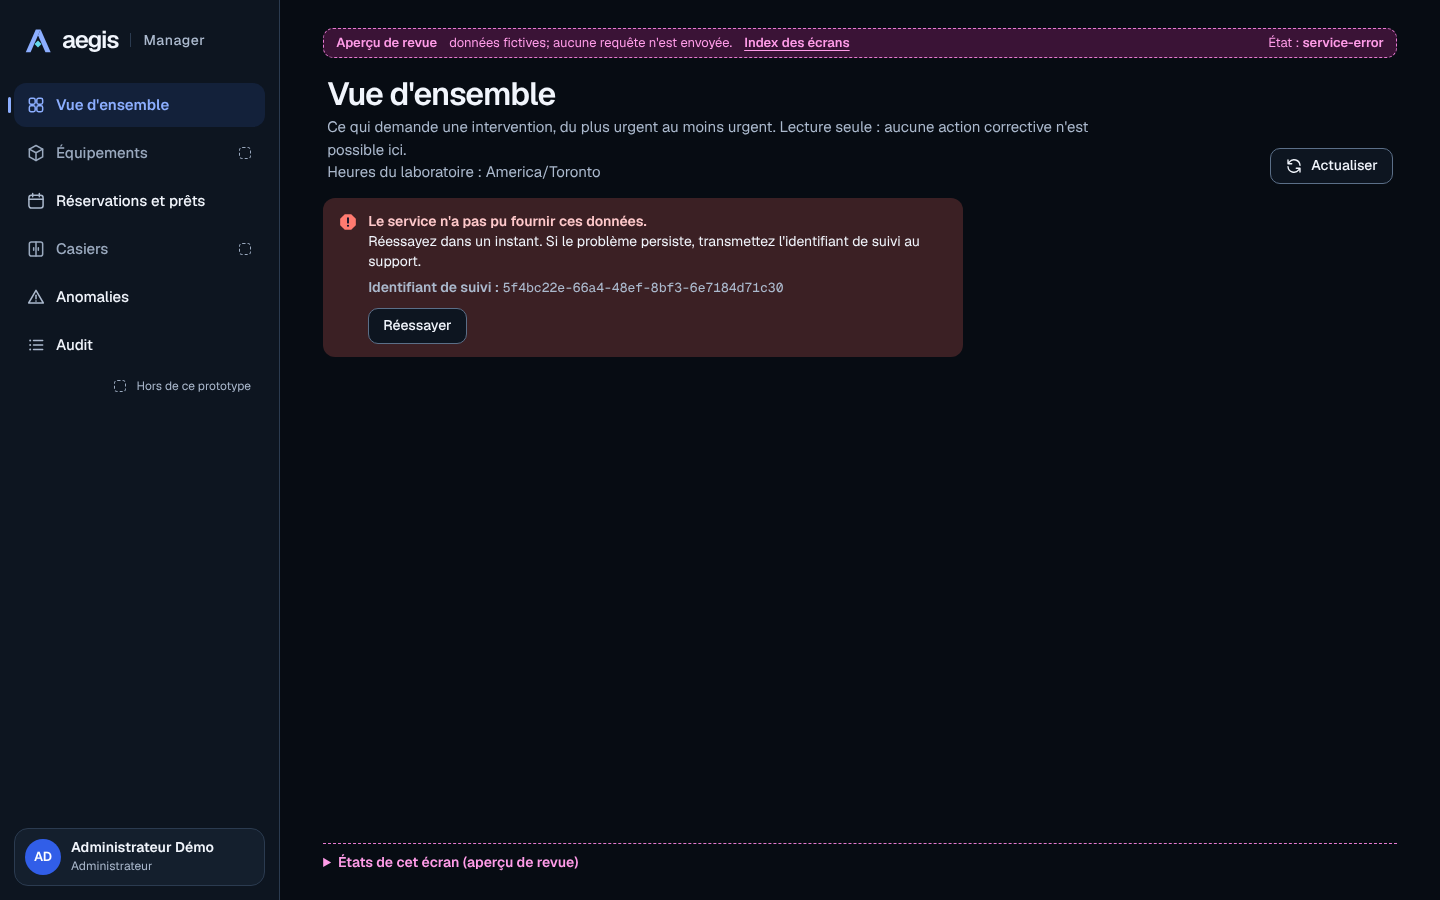 aegis
Manager
Vue d'ensemble
Équipements
Réservations et prêts
Casiers
Anomalies
Audit
Hors de ce prototype
AD
Administrateur Démo
Administrateur
Aperçu de revue données fictives; aucune requête n'est envoyée. Index des écrans État : service-error
Vue d'ensemble
Ce qui demande une intervention, du plus urgent au moins urgent. Lecture seule : aucune action corrective n'est
possible ici.
Heures du laboratoire : America/Toronto
Actualiser
Le service n'a pas pu fournir ces données.
Réessayez dans un instant. Si le problème persiste, transmettez l'identifiant de suivi au
support.
Identifiant de suivi : 5f4bc22e-66a4-48ef-8bf3-6e7184d71c30
Réessayer
États de cet écran (aperçu de revue)